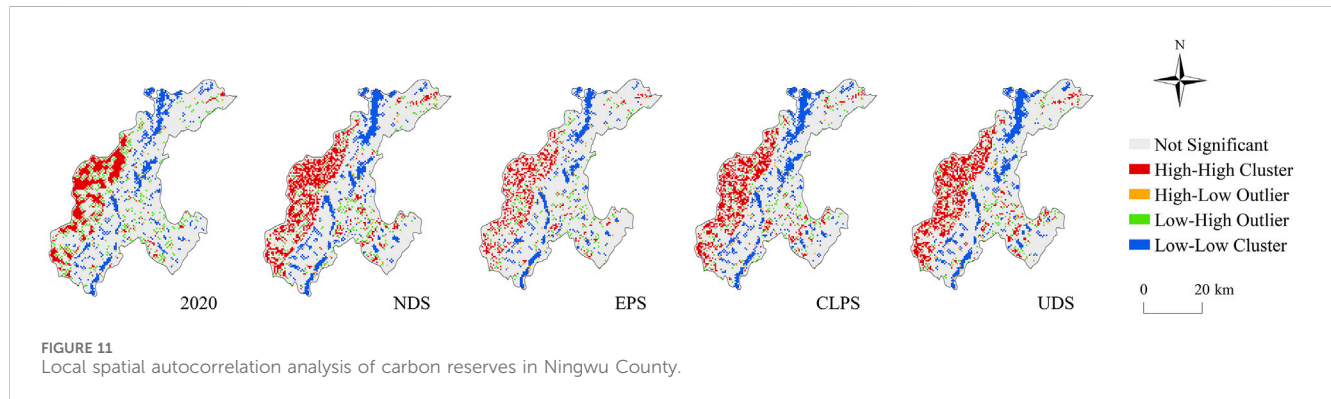 N
Not Significant
High-High Cluster
High-Low Outlier
Low-High Outlier
Low-Low Cluster
0 20 km
2020 NDS EPS CLPS UDS
FIGURE 11
Local spatial autocorrelation analysis of carbon reserves in Ningwu County.